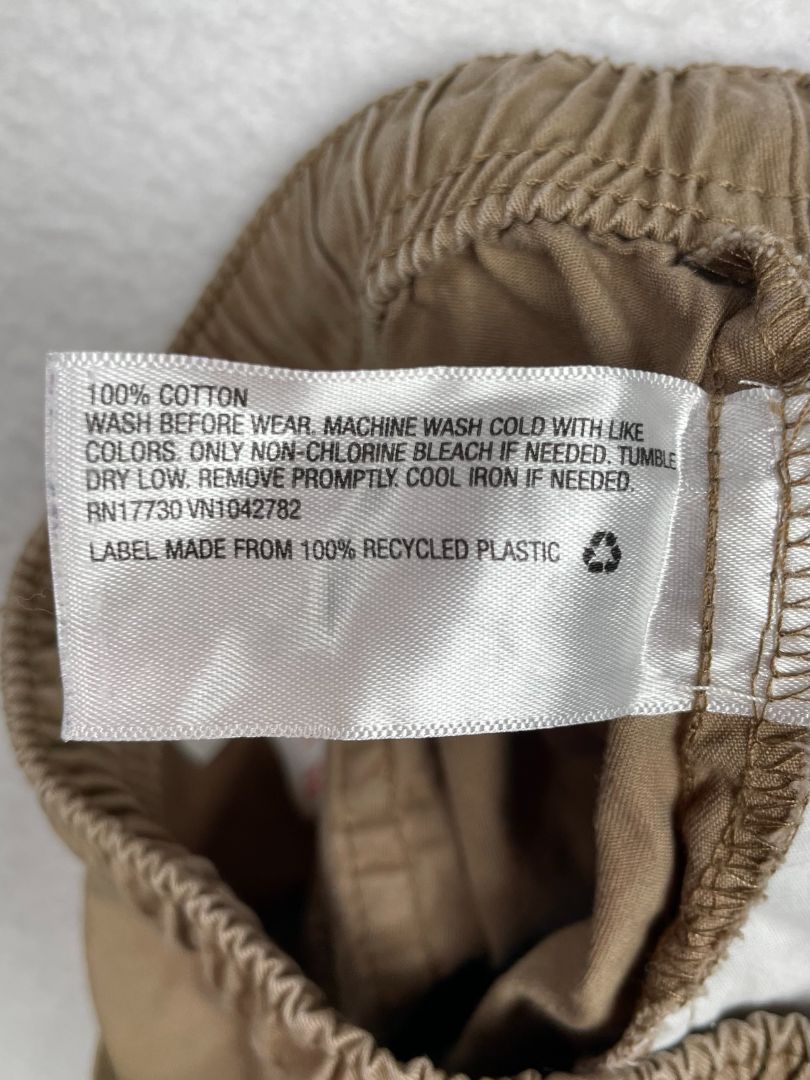 100% COTTON
WASH BEFORE WEAR. MACHINE WASH COLD WITH LIKE
COLORS. ONLY NON-CHLORINE BLEACH IF NEEDED. TUMBLE
DRY LOW. REMOVE PROMPTLY. COOL IRON IF NEEDED.
RN17730 VN1042782
LABEL MADE FROM 100% RECYCLED PLASTIC